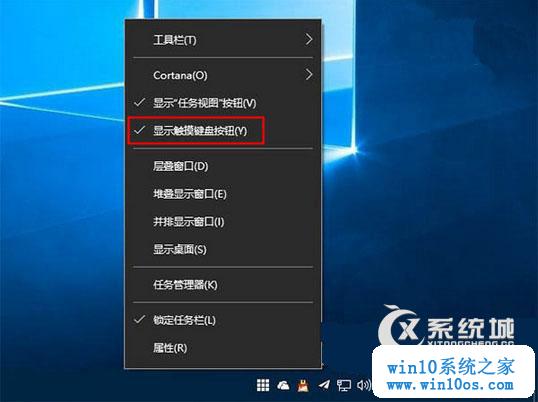 工具栏(T)
Cortana(O)
显示"任务视图"按钮(V)
显示触摸键盘按钮(Y)
层叠窗口(D)
堆叠显示窗口(E)
并排显示窗口(I)
显示桌面(S)
任务管理器(K)
锁定任务栏(L)
属性(R)
系统城
win10系统之家
www.win10os.com